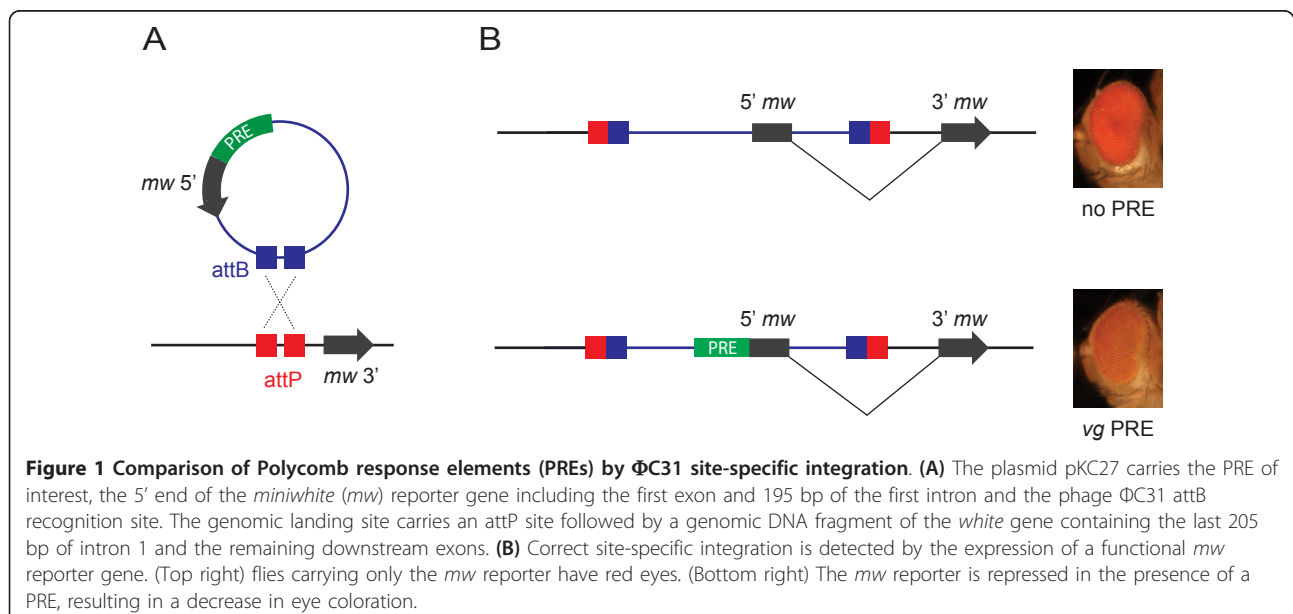 A
B
PRE
mw 5'
attB
attP
mw 3'
5' mw
3' mw
no PRE
5' mw
3' mw
PRE
vg PRE
Figure 1 Comparison of Polycomb response elements (PREs) by ΦC31 site-specific integration. (A) The plasmid pKC27 carries the PRE of
interest, the 5' end of the miniwhite (mw) reporter gene including the first exon and 195 bp of the first intron and the phage ΦC31 attB
recognition site. The genomic landing site carries an attP site followed by a genomic DNA fragment of the white gene containing the last 205
bp of intron 1 and the remaining downstream exons. (B) Correct site-specific integration is detected by the expression of a functional mw
reporter gene. (Top right) flies carrying only the mw reporter have red eyes. (Bottom right) The mw reporter is repressed in the presence of a
PRE, resulting in a decrease in eye coloration.